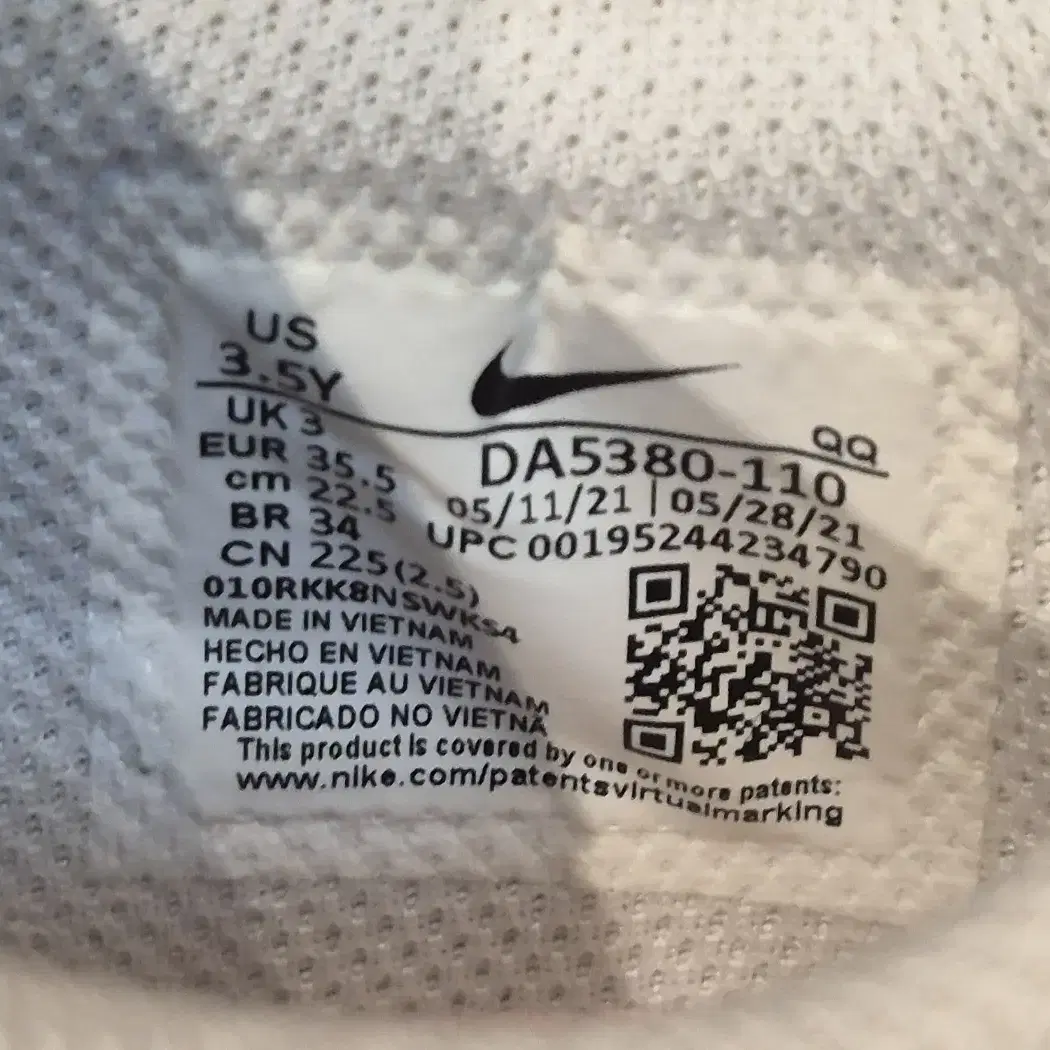 US
3.5Y
UK 3
EUR 35.5
cm 22.5
BR 34
CN 225(2.5)
010RKK8NSWKS4
MADE IN VIETNAM
HECHO EN VIETNAM
FABRIQUE AU VIETNAM
FABRICADO NO VIETNA
QQ
DA5380-110
05/11/21 | 05/28/21
UPC 00195244234790
This product is covered by one or more patents:
www.nike.com/patentsvirtualmarking